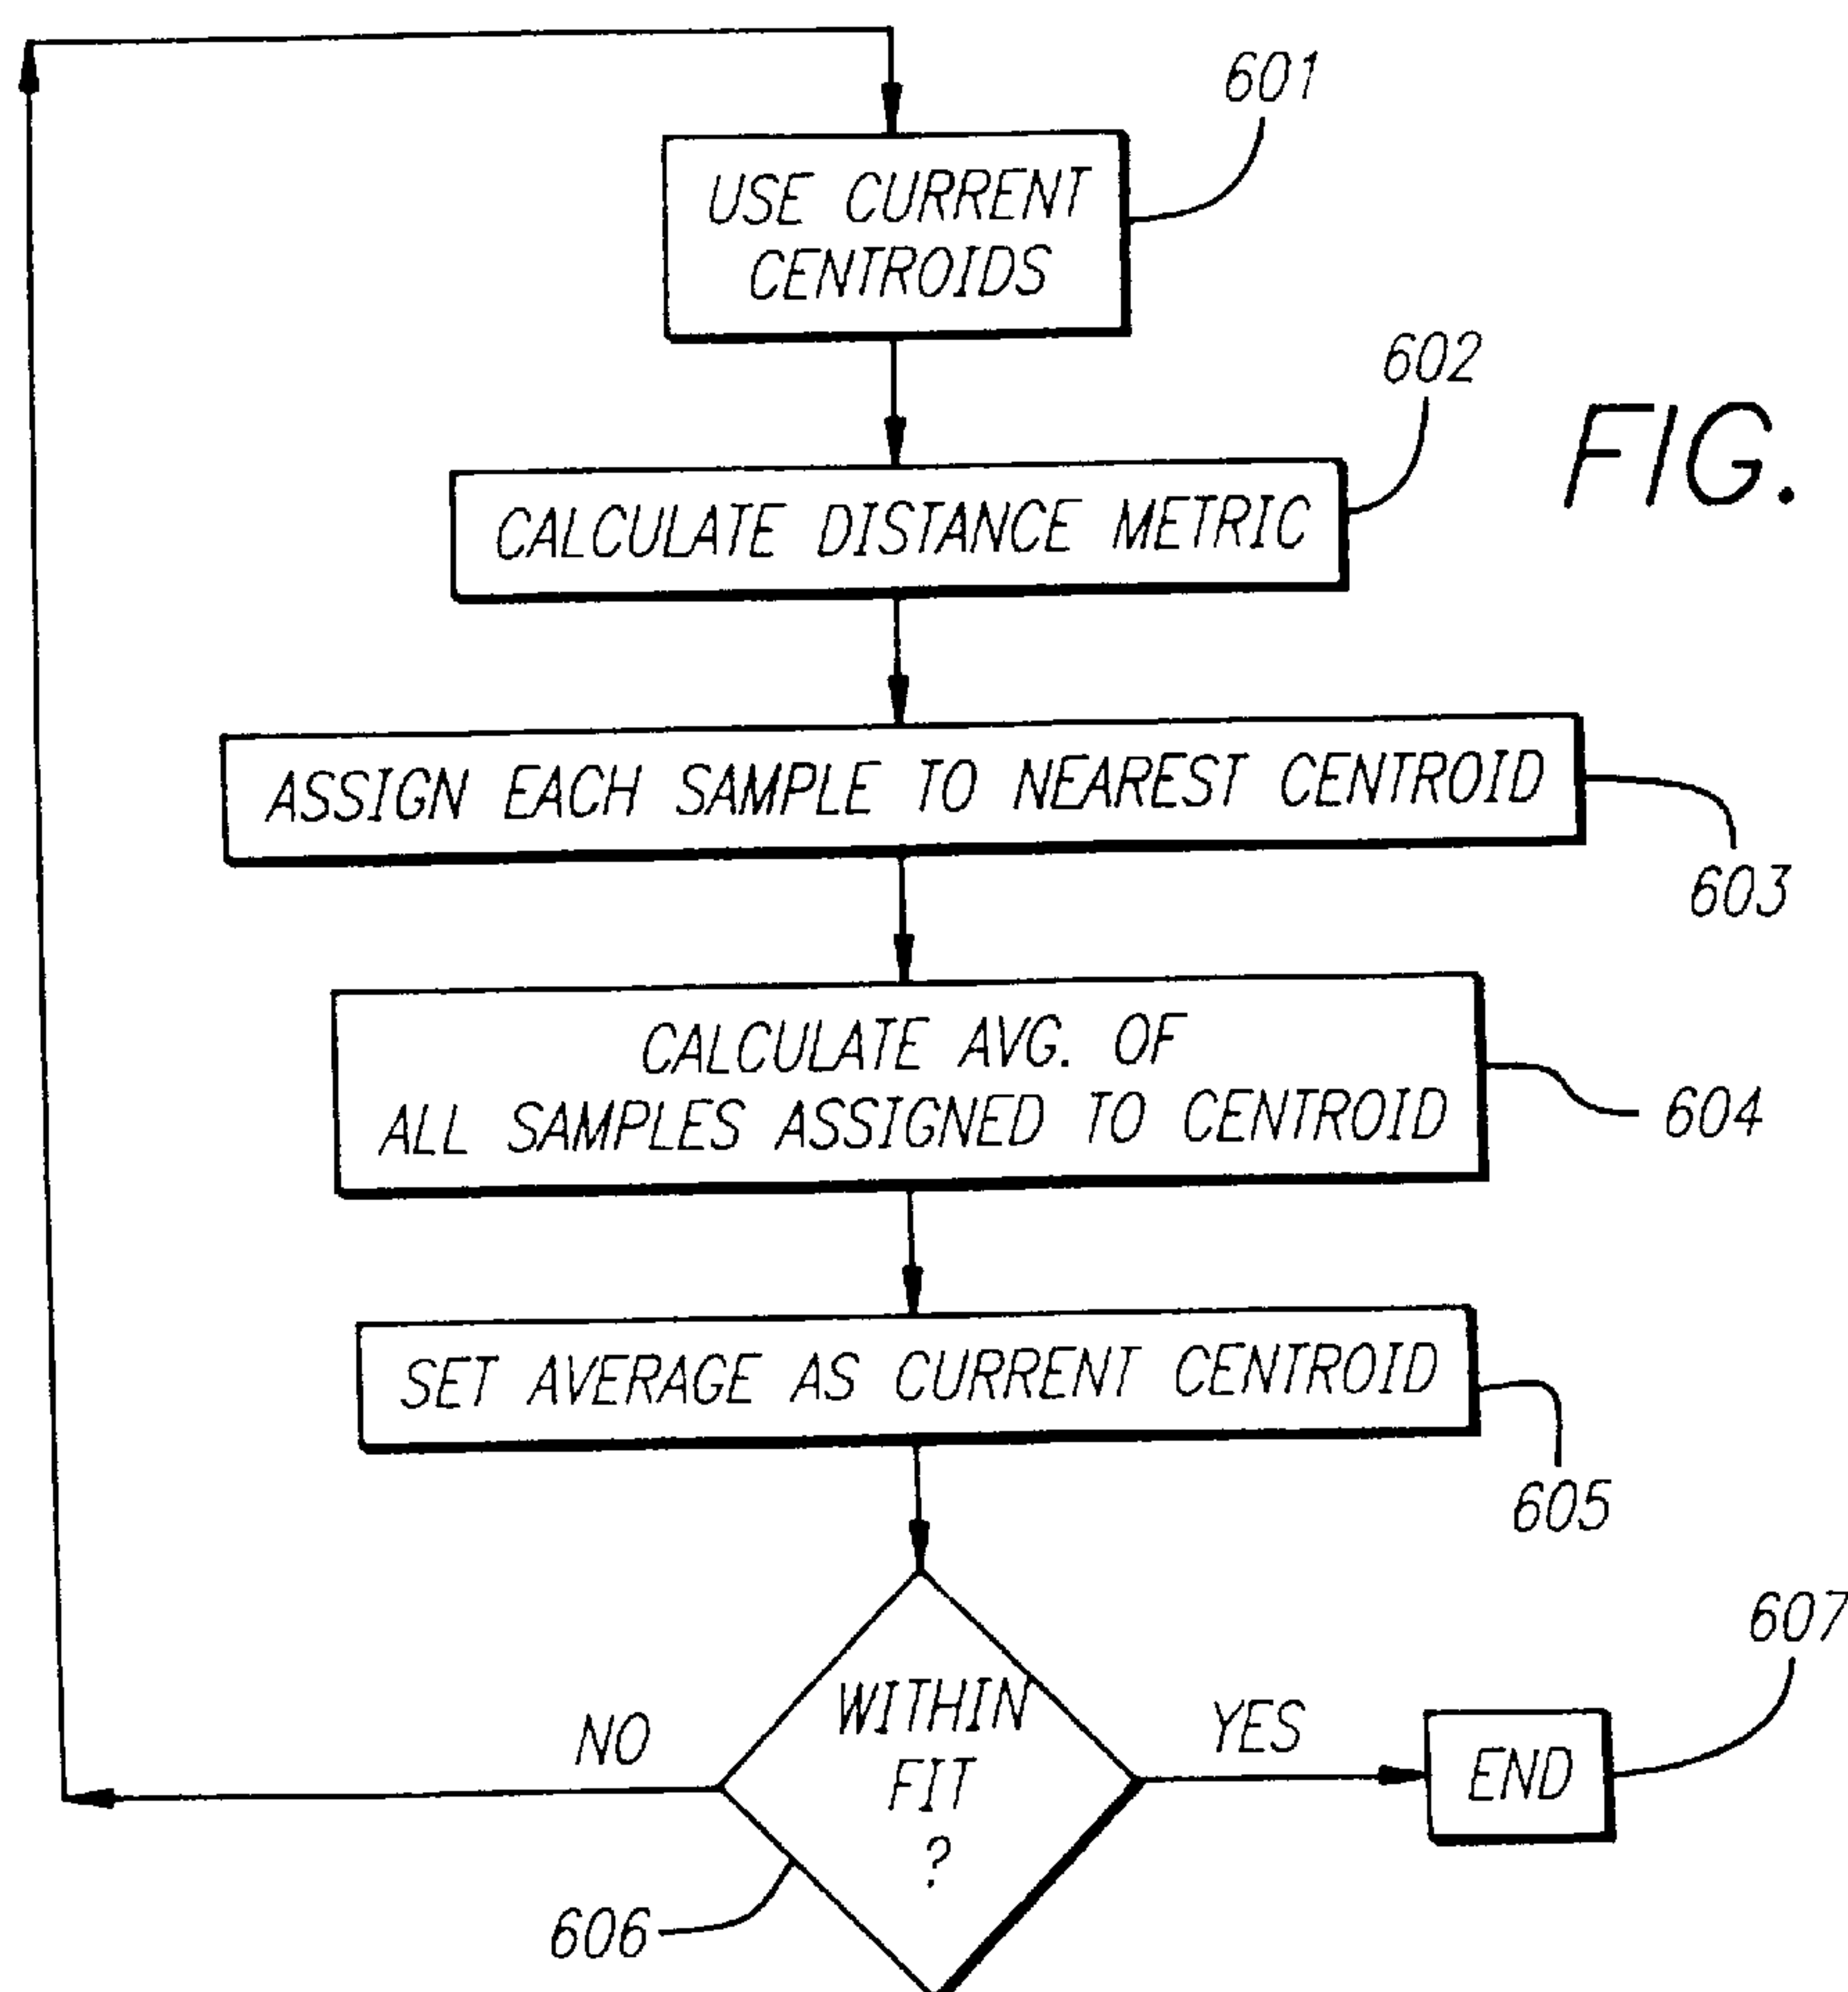 601
USE CURRENT
CENTROIDS
602
FIG.
CALCULATE DISTANCE METRIC
ASSIGN EACH SAMPLE TO NEAREST CENTROID
603
CALCULATE AVG. OF
ALL SAMPLES ASSIGNED TO CENTROID
604
SET AVERAGE AS CURRENT CENTROID
605
607
WITHIN
FIT
?
NO
YES
END
606